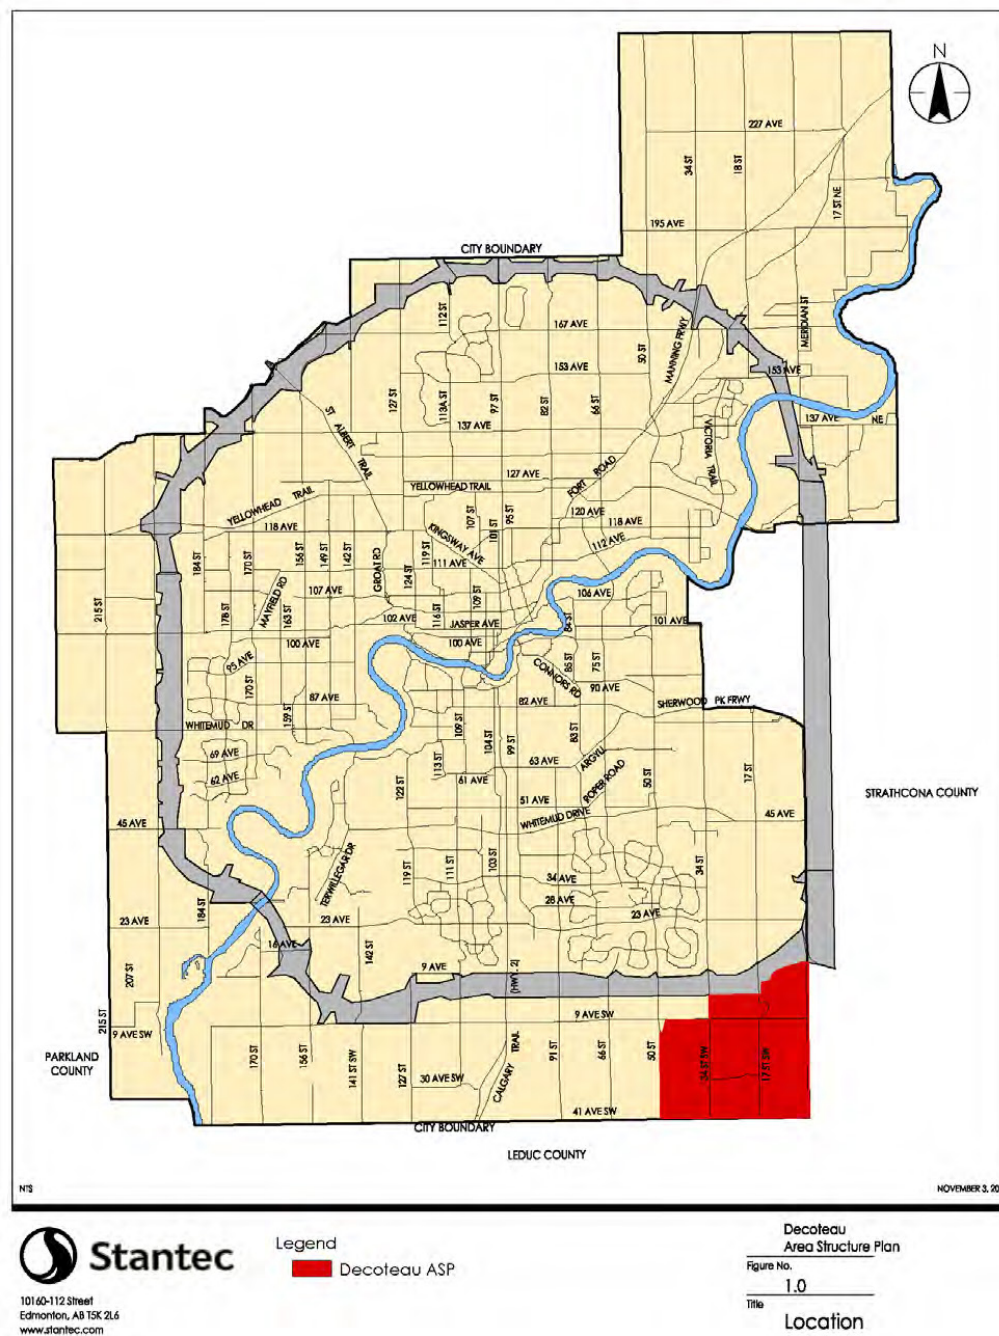 N
227 AVE
34 ST
18 ST
17 ST NE
195 AVE
CITY BOUNDARY
112 ST
167 AVE
MERIDIAN ST
50 ST
MANNING FRWY
153 AVE
153 AVE
127 ST
113A ST
97 ST
82 ST
66 ST
ST ALBERT TRAIL
137 AVE
137 AVE
NE
VICTORIA TRAIL
127 AVE
FORT ROAD
YELLOWHEAD TRAIL
YELLOWHEAD TRAIL
107 ST
101 ST
95 ST
120 AVE
118 AVE
118 AVE
KINGSWAY AVE
112 AVE
184 ST
170 ST
156 ST
149 ST
142 ST
GROAT RD
124 ST
119 ST
111 AVE
215 ST
178 ST
MAYFIELD RD
163 ST
107 AVE
109 ST
106 AVE
116 ST
102 AVE
JASPER AVE
84 ST
101 AVE
100 AVE
100 AVE
95 AVE
CONNORS RD
85 ST
75 ST
170 ST
87 AVE
90 AVE
159 ST
82 AVE
SHERWOOD PK FRWY
WHITEMUD DR
109 ST
104 ST
99 ST
83 ST
69 AVE
113 ST
63 AVE
ARGYLL
62 AVE
122 ST
61 AVE
ROPER ROAD
50 ST
17 ST
STRATHCONA COUNTY
51 AVE
45 AVE
WHITEMUD DRIVE
45 AVE
TERWILLEGAR DR
119 ST
111 ST
103 ST
34 ST
34 AVE
28 AVE
184 ST
23 AVE
23 AVE
23 AVE
16 AVE
142 ST
207 ST
9 AVE
(HWY. 2)
215 ST
9 AVE SW
9 AVE SW
PARKLAND
COUNTY
170 ST
156 ST
141 ST SW
127 ST
30 AVE SW
CALGARY TRAIL
91 ST
66 ST
50 ST
34 ST SW
17 ST SW
41 AVE SW
CITY BOUNDARY
LEDUC COUNTY
NTS
NOVEMBER 3, 20
Stantec
10160-112 Street
Edmonton, AB T5K 2L6
www.stantec.com
Legend
Decoteau ASP
Decoteau
Area Structure Plan
Figure No.
1.0
Title
Location